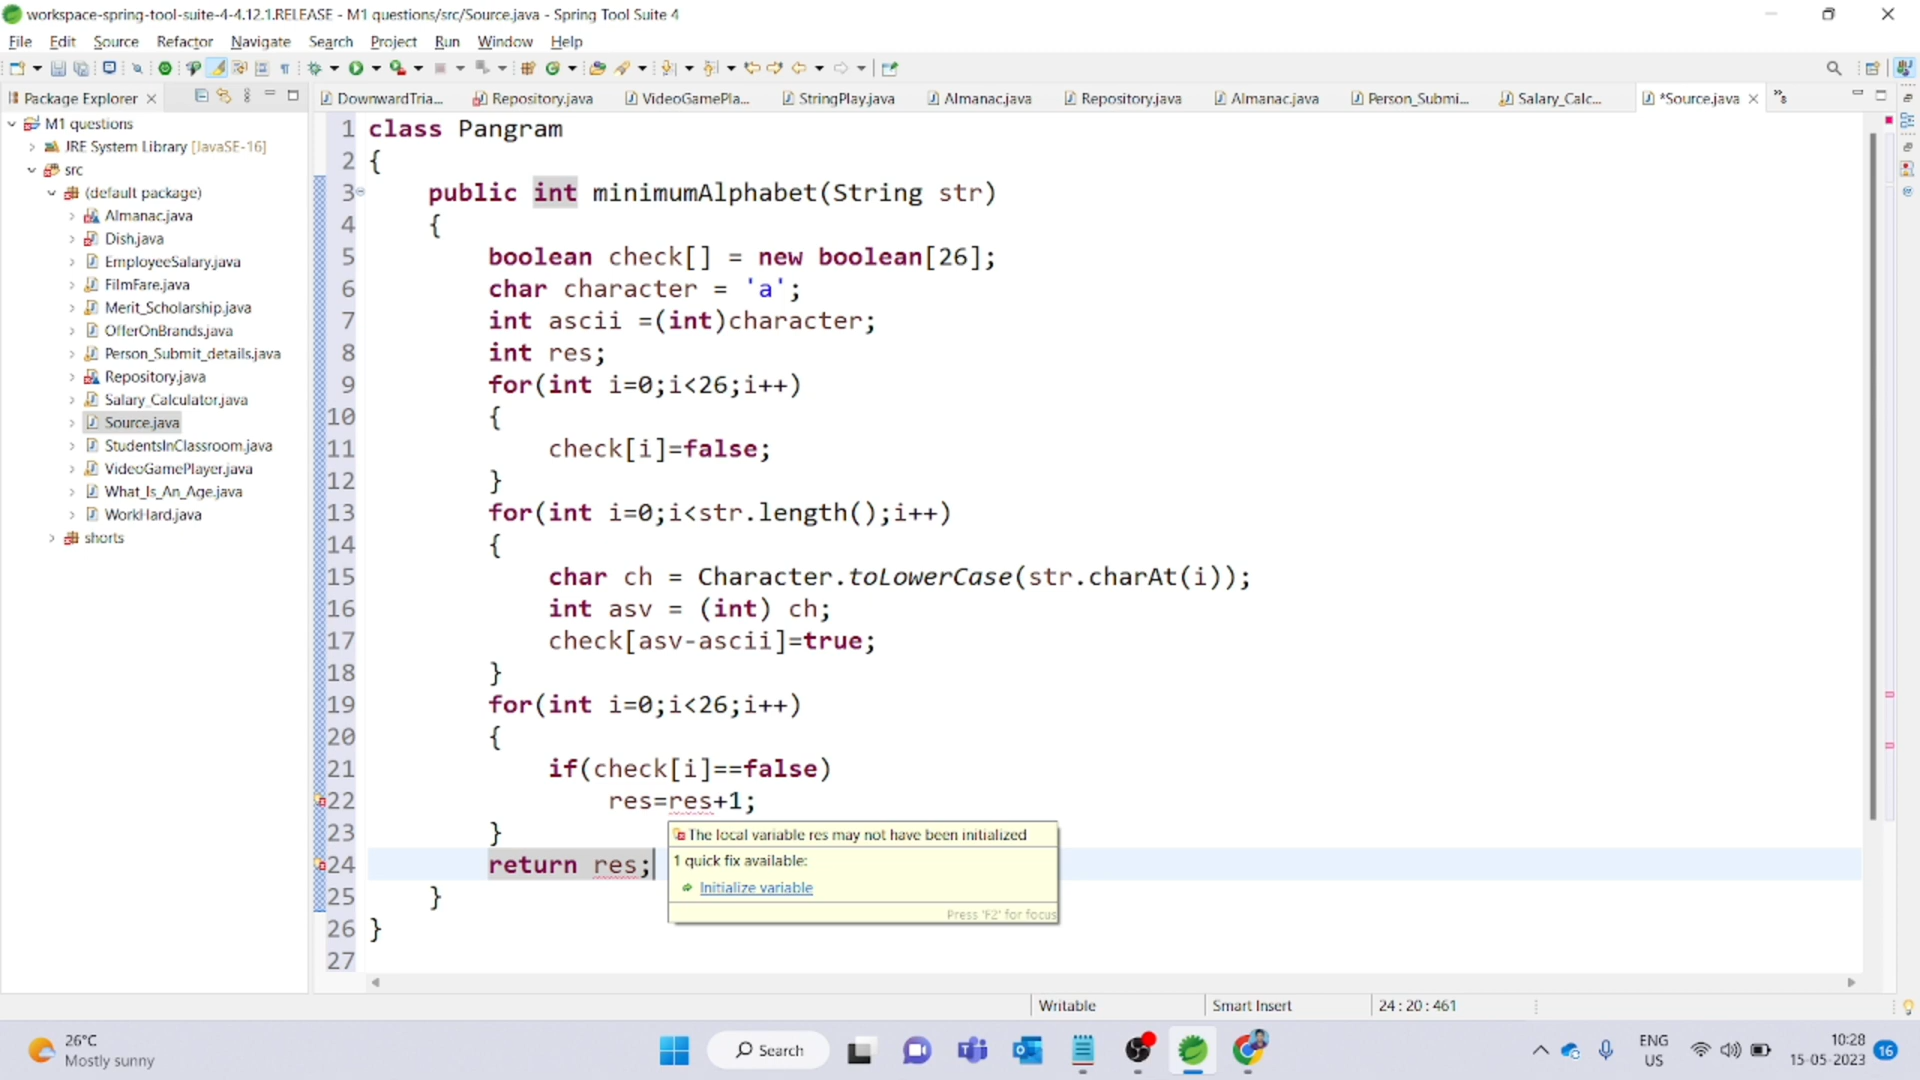 workspace-spring-tool-suite-4-4.12.1.RELEASE - M1 questions/src/Source.java - Spring Tool Suite 4
File Edit Source Refactor Navigate Search Project Run Window Help
Package Explorer
DownwardTria... Repository.java VideoGamePla... StringPlay.java Almanac.java Repository.java Almanac.java Person_Submi... Salary_Calc... *Source.java »8
M1 questions
JRE System Library [JavaSE-16]
src
(default package)
Almanac.java
Dish.java
EmployeeSalary.java
FilmFare.java
Merit_Scholarship.java
OfferOnBrands.java
Person_Submit_details.java
Repository.java
Salary_Calculator.java
Source.java
StudentsInClassroom.java
VideoGamePlayer.java
What_Is_An_Age.java
WorkHard.java
shorts
1 class Pangram
2 {
3 public int minimumAlphabet(String str)
4 {
5 boolean check[] = new boolean[26];
6 char character = 'a';
7 int ascii =(int)character;
8 int res;
9 for(int i=0;i<26;i++)
10 {
11 check[i]=false;
12 }
13 for(int i=0;i<str.length();i++)
14 {
15 char ch = Character.toLowerCase(str.charAt(i));
16 int asv = (int) ch;
17 check[asv-ascii]=true;
18 }
19 for(int i=0;i<26;i++)
20 {
21 if(check[i]==false)
22 res=res+1;
23 }
24 return res;
25 }
26 }
27
The local variable res may not have been initialized
1 quick fix available:
Initialize variable
Press 'F2' for focus
Writable Smart Insert 24 : 20 : 461
26°C
Mostly sunny
Search
ENG
US
10:28
15-05-2023
16